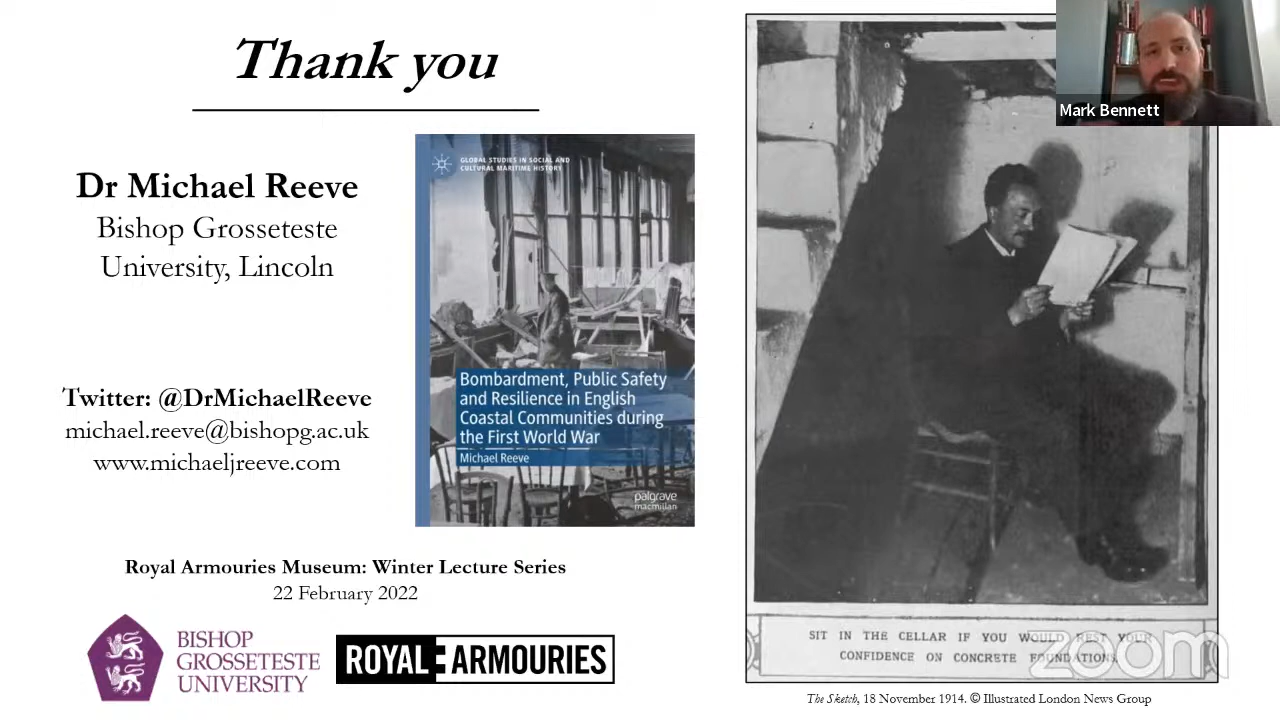 Thank you
Dr Michael Reeve
Bishop Grosseteste
University, Lincoln
Twitter: @DrMichaelReeve
michael.reeve@bishopg.ac.uk
www.michaeljreeve.com
GLOBAL STUDIES IN SOCIAL AND
CULTURAL MARITIME HISTORY
Bombardment, Public Safety
and Resilience in English
Coastal Communities during
the First World War
Michael Reeve
palgrave
macmillan
Royal Armouries Museum: Winter Lecture Series
22 February 2022
BISHOP
GROSSETESTE
UNIVERSITY
ROYAL ARMOURIES
Mark Bennett
SIT IN THE CELLAR IF YOU WOULD REST YOUR
CONFIDENCE ON CONCRETE FOUNDATIONS.
zoom
The Sketch, 18 November 1914. © Illustrated London News Group